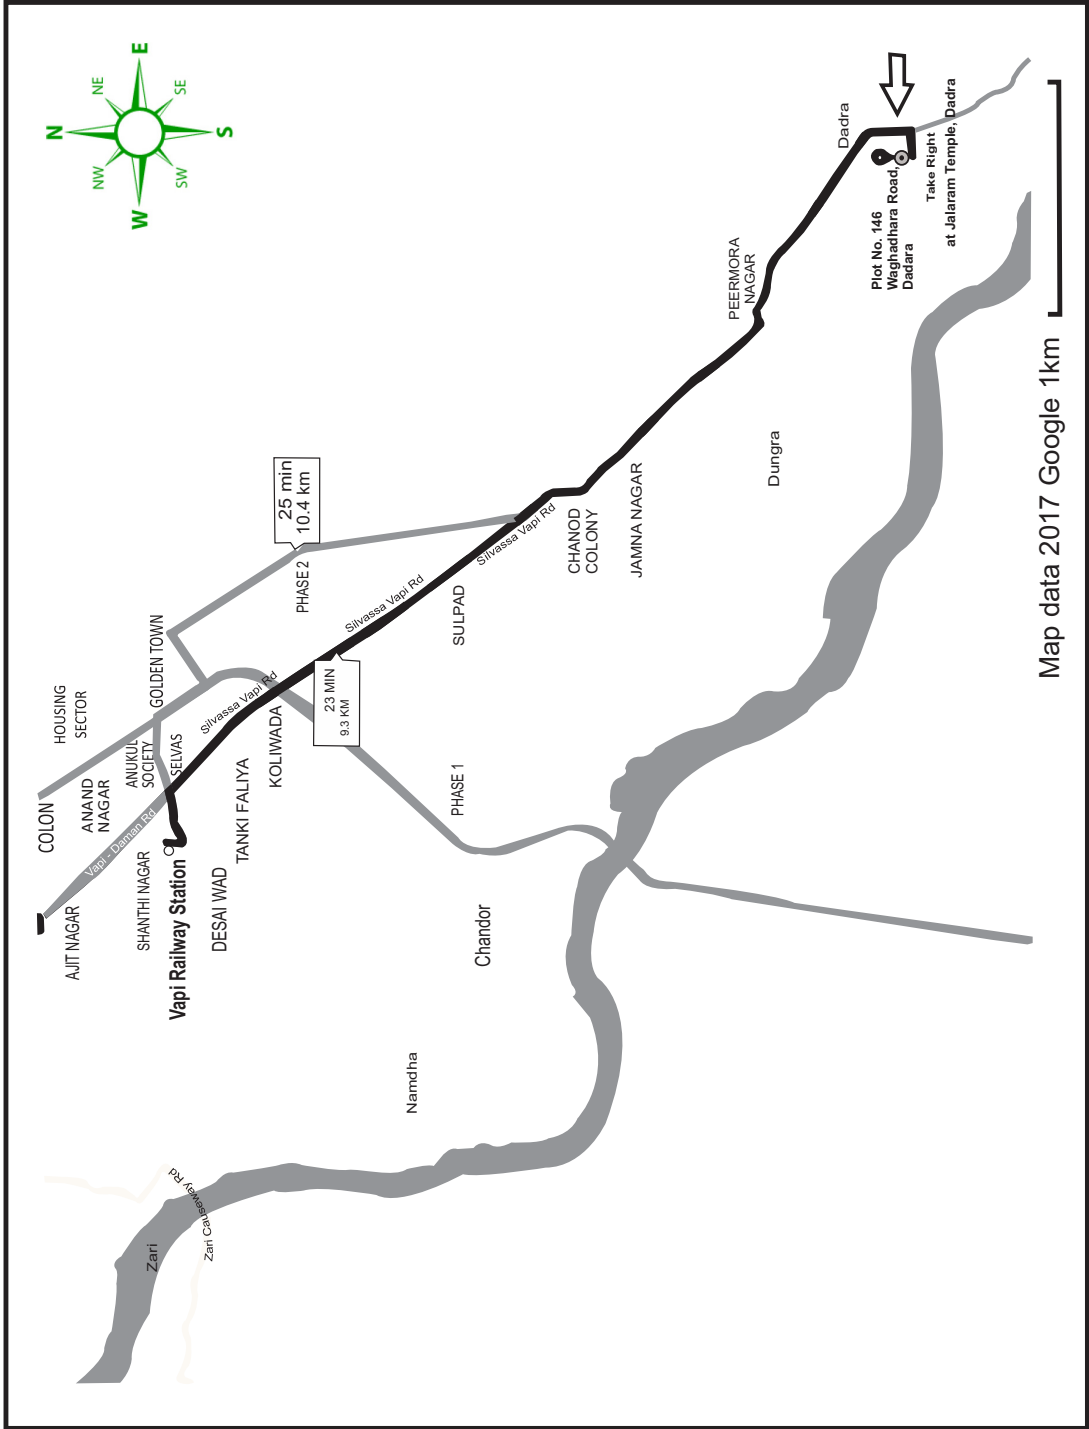 N
NE
E
SE
S
SW
W
NW
HOUSING
SECTOR
COLON
ANAND
NAGAR
ANUKUL
SOCIETY
GOLDEN TOWN
SELVAS
Vapi - Daman Rd
AJIT NAGAR
SHANTHI NAGAR
Vapi Railway Station
DESAI WAD
TANKI FALIYA
KOLIWADA
Silvassa Vapi Rd
PHASE 2
25 min
10.4 km
23 MIN
9.3 KM
Silvassa Vapi Rd
SULPAD
Silvassa Vapi Rd
PHASE 1
CHANOD
COLONY
JAMNA NAGAR
Dungra
PEERMORA
NAGAR
Dadra
Plot No. 146
Waghadhara Road,
Dadara
Take Right
at Jalaram Temple, Dadra
Chandor
Namdha
Zari
Zari Causeway Rd
Map data 2017 Google 1km